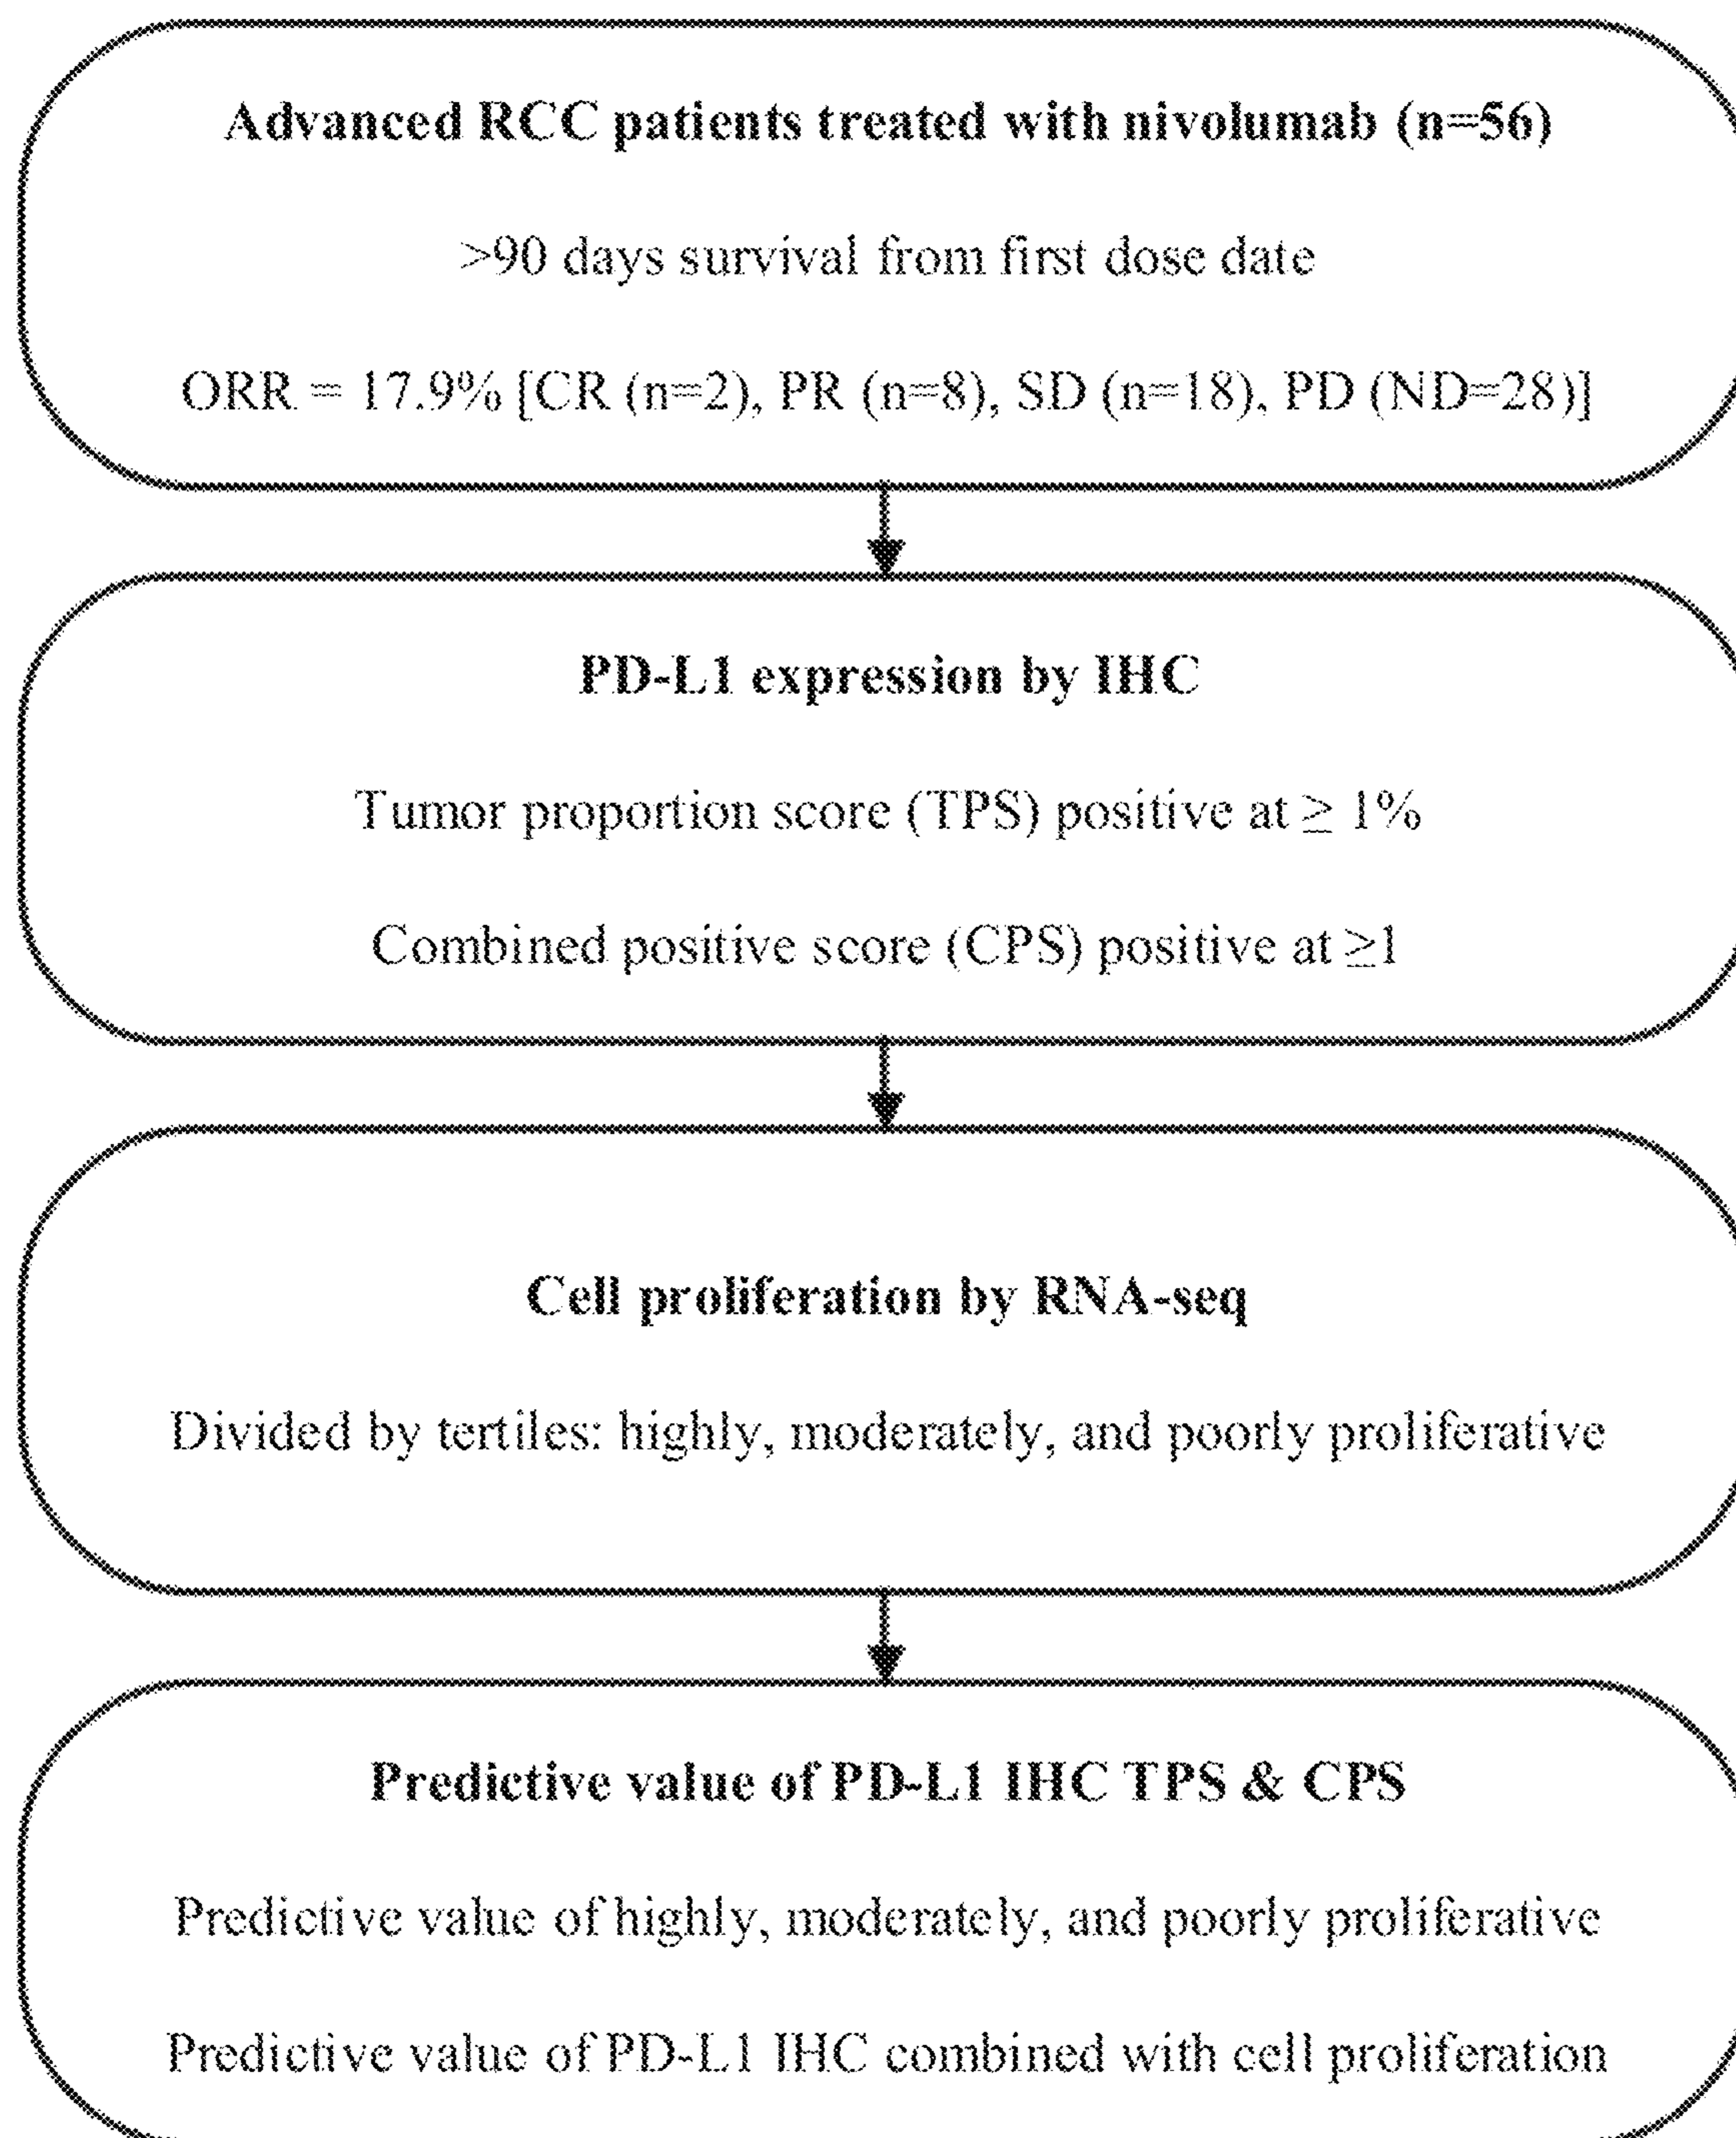 Advanced RCC patients treated with nivolumab (n=56)
>90 days survival from first dose date
ORR = 17.9% [CR (n=2), PR (n=8), SD (n=18), PD (ND=28)]
PD-L1 expression by IHC
Tumor proportion score (TPS) positive at ≥ 1%
Combined positive score (CPS) positive at ≥1
Cell proliferation by RNA-seq
Divided by tertiles: highly, moderately, and poorly proliferative
Predictive value of PD-L1 IHC TPS & CPS
Predictive value of highly, moderately, and poorly proliferative
Predictive value of PD-L1 IHC combined with cell proliferation